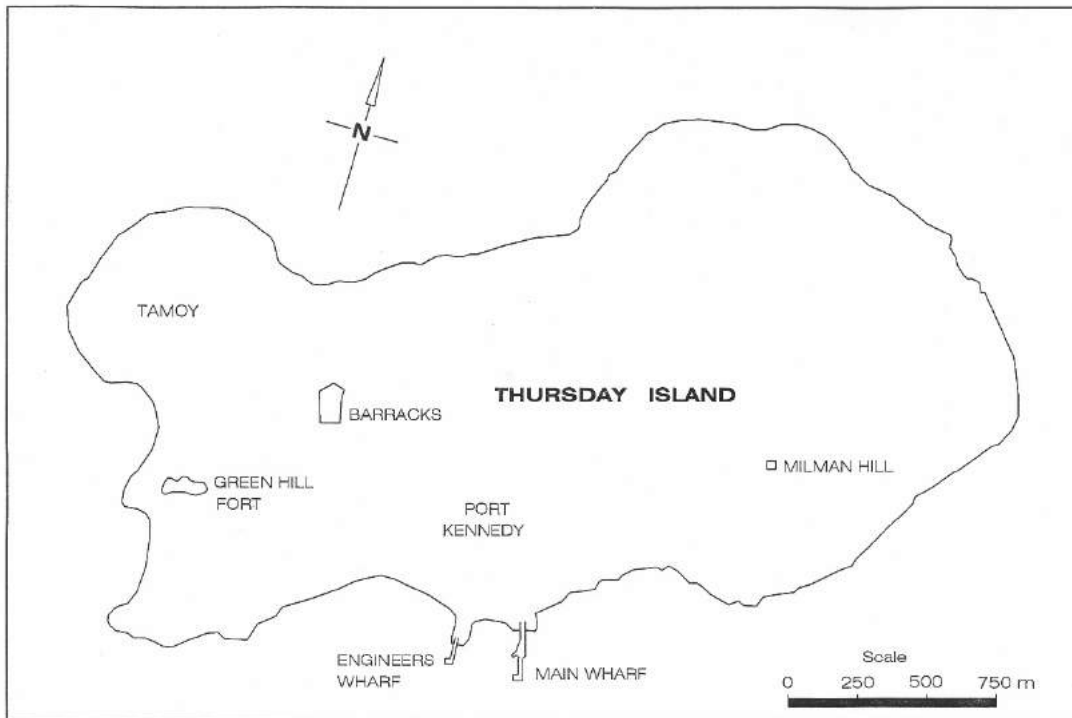 N
TAMOY
THURSDAY ISLAND
BARRACKS
MILMAN HILL
GREEN HILL
FORT
PORT
KENNEDY
ENGINEERS
WHARF
MAIN WHARF
Scale
0 250 500 750 m